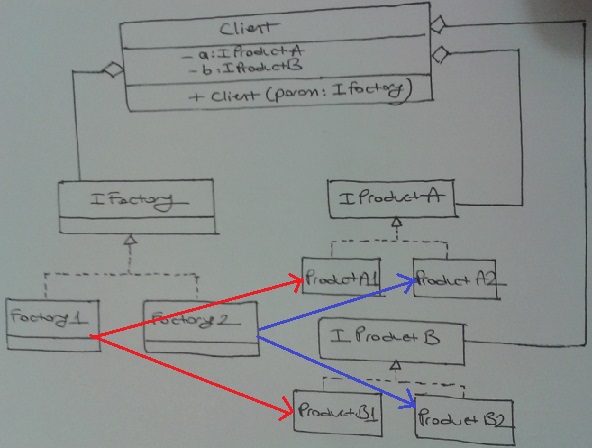 Client
- a: IProductA
- b: IProductB
+ Client (param: IFactory)
IFactory
IProductA
ProductA1
ProductA2
Factory1
Factory2
IProductB
ProductB1
ProductB2